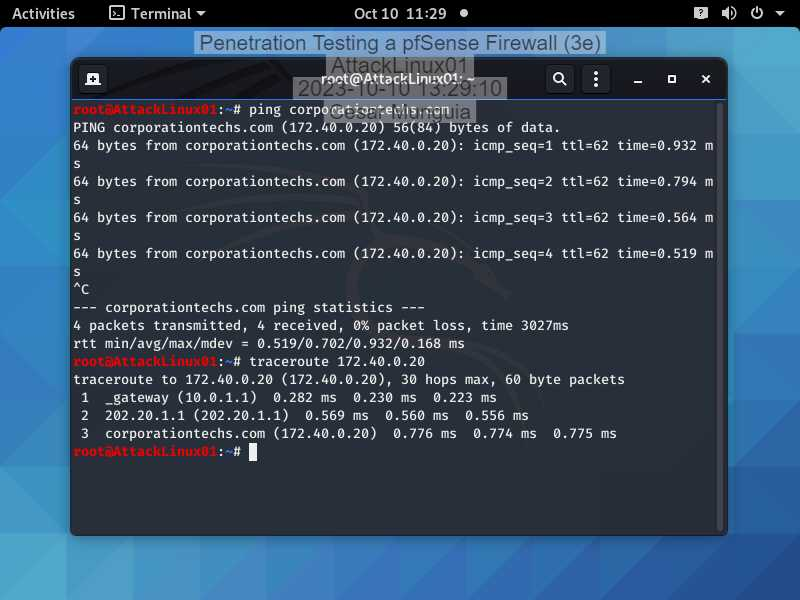 Activities Terminal Oct 10 11:29
Penetration Testing a pfSense Firewall (3e)
AttackLinux01
root@AttackLinux01: ~
2023-10-10 13:29:10
Cesar Munguia
root@AttackLinux01:~# ping corporationtechs.com
PING corporationtechs.com (172.40.0.20) 56(84) bytes of data.
64 bytes from corporationtechs.com (172.40.0.20): icmp_seq=1 ttl=62 time=0.932 m
s
64 bytes from corporationtechs.com (172.40.0.20): icmp_seq=2 ttl=62 time=0.794 m
s
64 bytes from corporationtechs.com (172.40.0.20): icmp_seq=3 ttl=62 time=0.564 m
s
64 bytes from corporationtechs.com (172.40.0.20): icmp_seq=4 ttl=62 time=0.519 m
s
^C
--- corporationtechs.com ping statistics ---
4 packets transmitted, 4 received, 0% packet loss, time 3027ms
rtt min/avg/max/mdev = 0.519/0.702/0.932/0.168 ms
root@AttackLinux01:~# traceroute 172.40.0.20
traceroute to 172.40.0.20 (172.40.0.20), 30 hops max, 60 byte packets
1 _gateway (10.0.1.1) 0.282 ms 0.230 ms 0.223 ms
2 202.20.1.1 (202.20.1.1) 0.569 ms 0.560 ms 0.556 ms
3 corporationtechs.com (172.40.0.20) 0.776 ms 0.774 ms 0.775 ms
root@AttackLinux01:~#